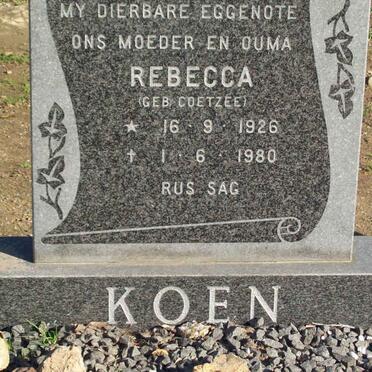 MY DIERBARE EGGENOTE
ONS MOEDER EN OUMA
REBECCA
(GEB. COETZEE)
★ 16 · 9 · 1926
✝ 1 · 6 · 1980
RUS SAG
KOEN